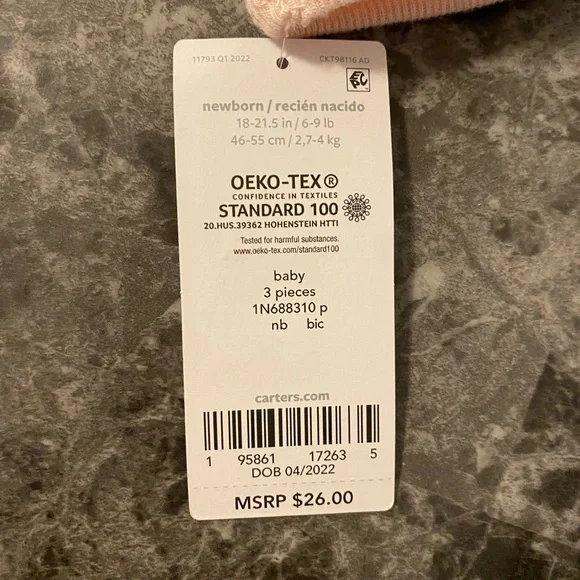 11793 Q1 2022 CKT98116 AD
EPC
newborn / recién nacido
18-21.5 in / 6-9 lb
46-55 cm / 2,7-4 kg
OEKO-TEX®
CONFIDENCE IN TEXTILES
STANDARD 100
20.HUS.39362 HOHENSTEIN HTTI
Tested for harmful substances.
www.oeko-tex.com/standard100
baby
3 pieces
1N688310 p
nb bic
carters.com
1 95861 17263 5
DOB 04/2022
MSRP $26.00